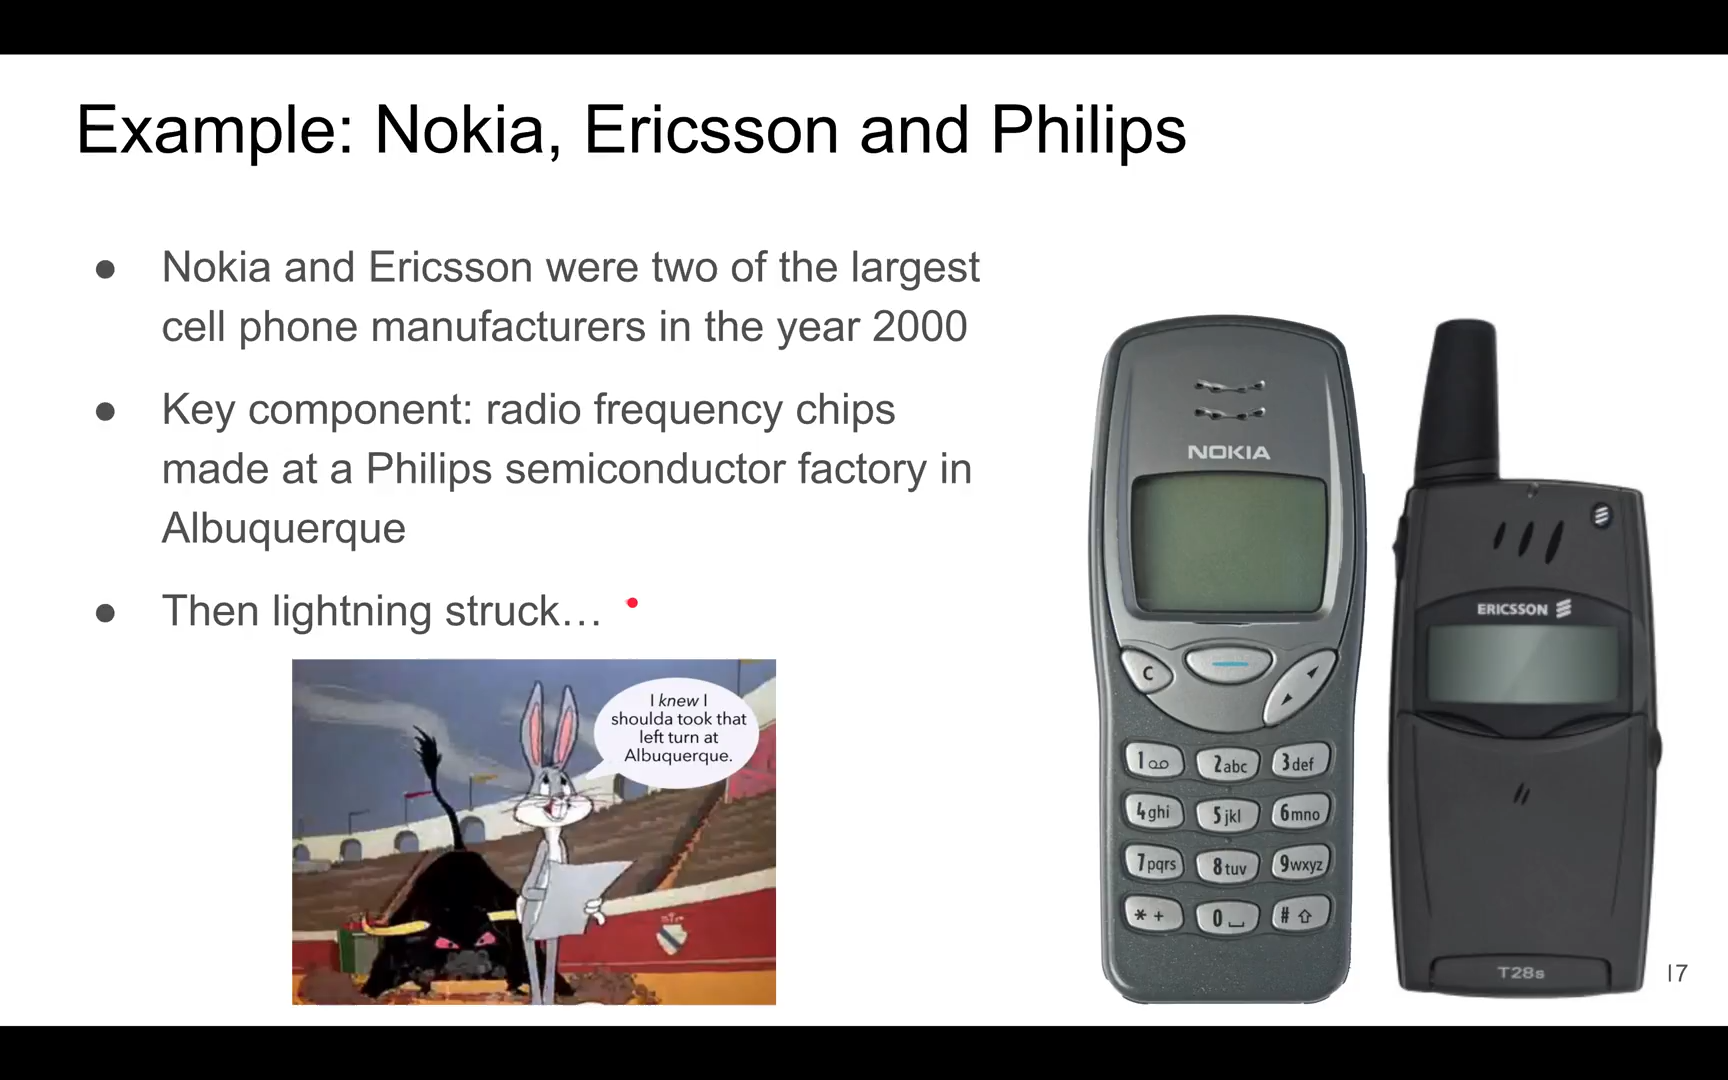 Example: Nokia, Ericsson and Philips
● Nokia and Ericsson were two of the largest
cell phone manufacturers in the year 2000
● Key component: radio frequency chips
made at a Philips semiconductor factory in
Albuquerque
● Then lightning struck…
I knew I
shoulda took that
left turn at
Albuquerque.
NOKIA
C
1
2abc
3def
4ghi
5jkl
6mno
7pqrs
8tuv
9wxyz
* +
0
#
ERICSSON
T28s
17